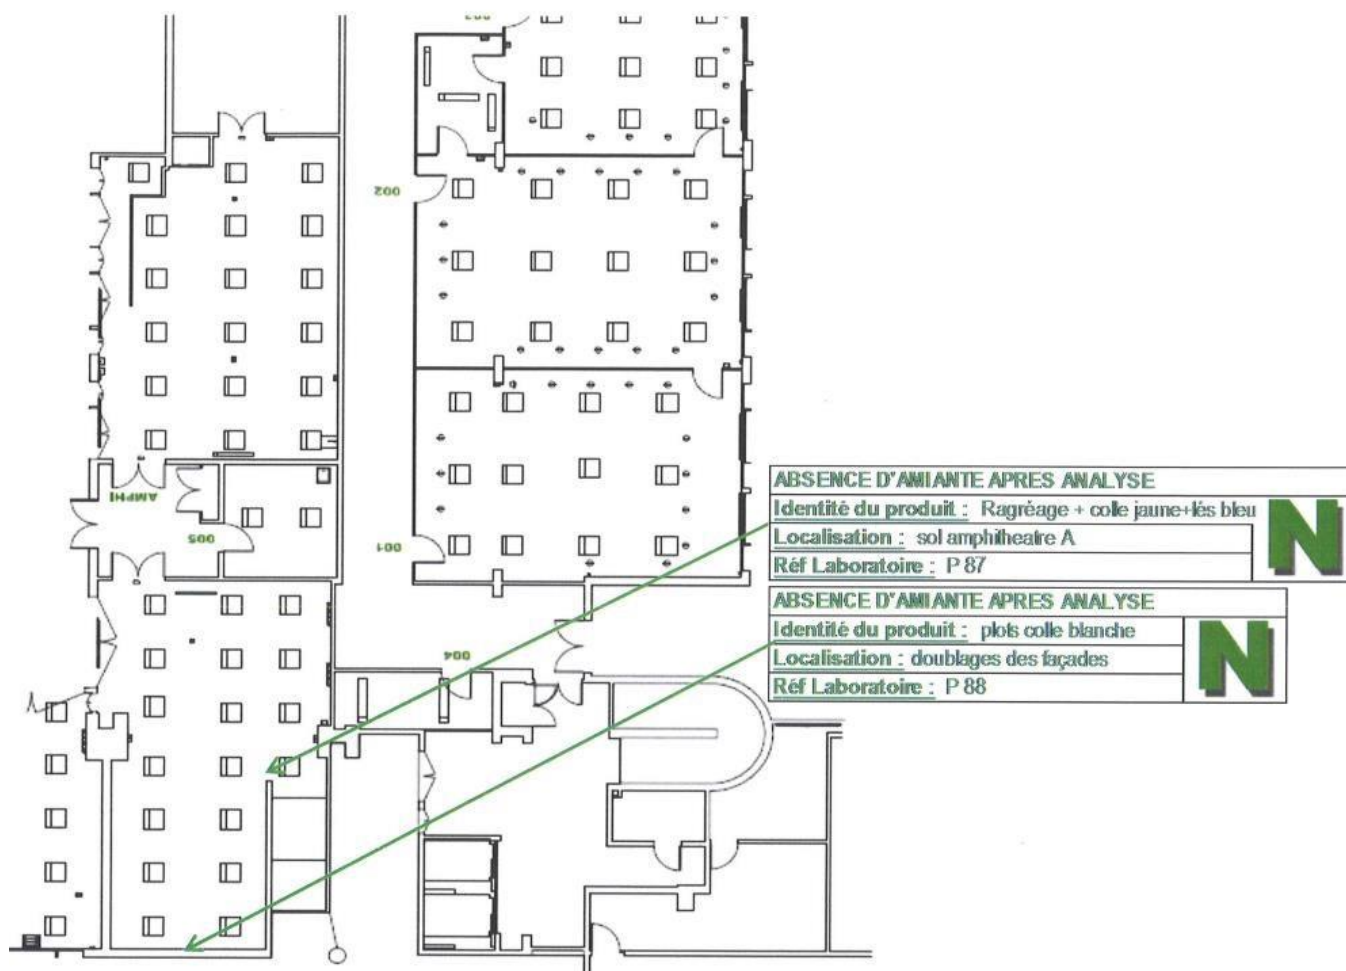 003
002
ABSENCE D'AMIANTE APRES ANALYSE
Identité du produit : Ragréage + colle jaune+lés bleu
Localisation : sol amphitheatre A
Réf Laboratoire : P 87
N
AMPHI
005
001
ABSENCE D'AMIANTE APRES ANALYSE
Identité du produit : plots colle blanche
Localisation : doublages des façades
Réf Laboratoire : P 88
N
004